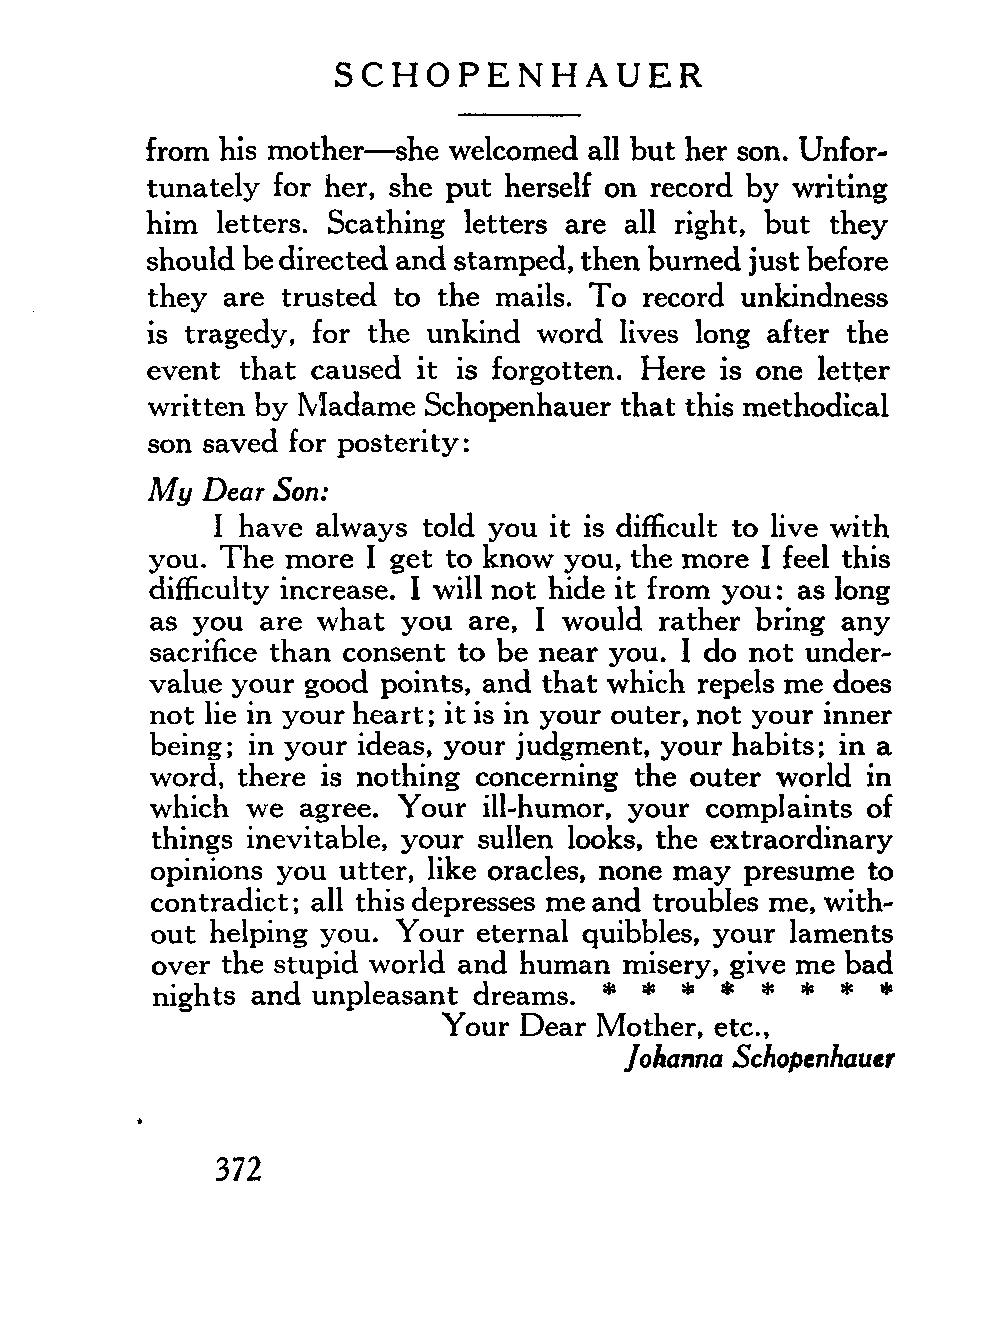 SCHOPENHAUER
from his mother—she welcomed all but her son. Unfor-
tunately for her, she put herself on record by writing
him letters. Scathing letters are all right, but they
should be directed and stamped, then burned just before
they are trusted to the mails. To record unkindness
is tragedy, for the unkind word lives long after the
event that caused it is forgotten. Here is one letter
written by Madame Schopenhauer that this methodical
son saved for posterity:
My Dear Son:
I have always told you it is difficult to live with
you. The more I get to know you, the more I feel this
difficulty increase. I will not hide it from you: as long
as you are what you are, I would rather bring any
sacrifice than consent to be near you. I do not under-
value your good points, and that which repels me does
not lie in your heart; it is in your outer, not your inner
being; in your ideas, your judgment, your habits; in a
word, there is nothing concerning the outer world in
which we agree. Your ill-humor, your complaints of
things inevitable, your sullen looks, the extraordinary
opinions you utter, like oracles, none may presume to
contradict; all this depresses me and troubles me, with-
out helping you. Your eternal quibbles, your laments
over the stupid world and human misery, give me bad
nights and unpleasant dreams. * * * * * * * *
Your Dear Mother, etc.,
Johanna Schopenhauer
372